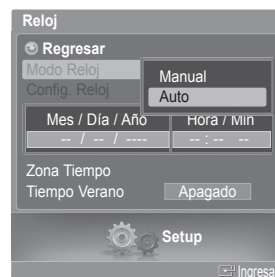 Reloj
Regresar
Modo Reloj
Manual
Config. Reloj
Auto
Mes / Día / Año Hora / Min
-- / -- / ---- -- : -- --
Zona Tiempo
Tiempo Verano Apagado
Setup
Ingresa